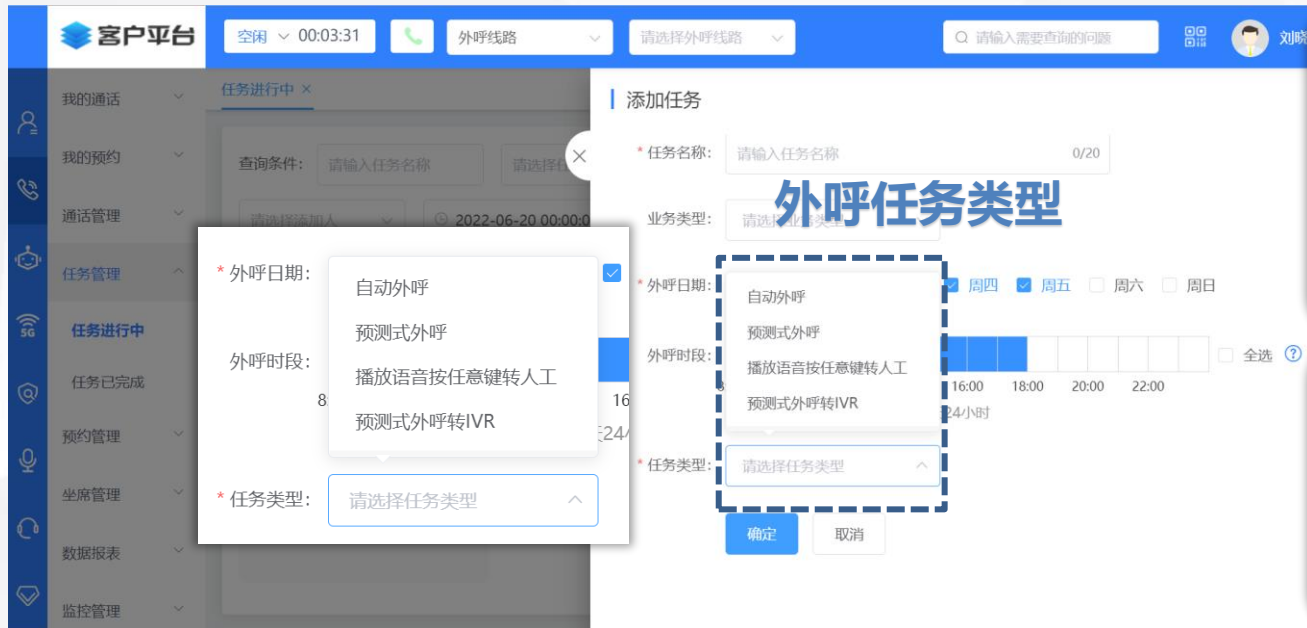 客户平台
空闲 00:03:31
外呼线路
请选择外呼线路
请输入需要查询的问题
刘晓
我的通话
我的预约
通话管理
任务管理
任务进行中
任务已完成
预约管理
坐席管理
数据报表
监控管理
5G
任务进行中 ×
查询条件: 请输入任务名称
请选择添加人
2022-06-20 00:00:0
* 外呼日期:
自动外呼
预测式外呼
播放语音按任意键转人工
预测式外呼转IVR
外呼时段:
8
16
* 任务类型: 请选择任务类型
添加任务
* 任务名称: 请输入任务名称 0/20
外呼任务类型
业务类型: 请选择业务类型
* 外呼日期: 周四 周五 周六 周日
自动外呼
预测式外呼
播放语音按任意键转人工
预测式外呼转IVR
外呼时段: 全选 ?
16:00 18:00 20:00 22:00
24小时
* 任务类型: 请选择任务类型
确定 取消